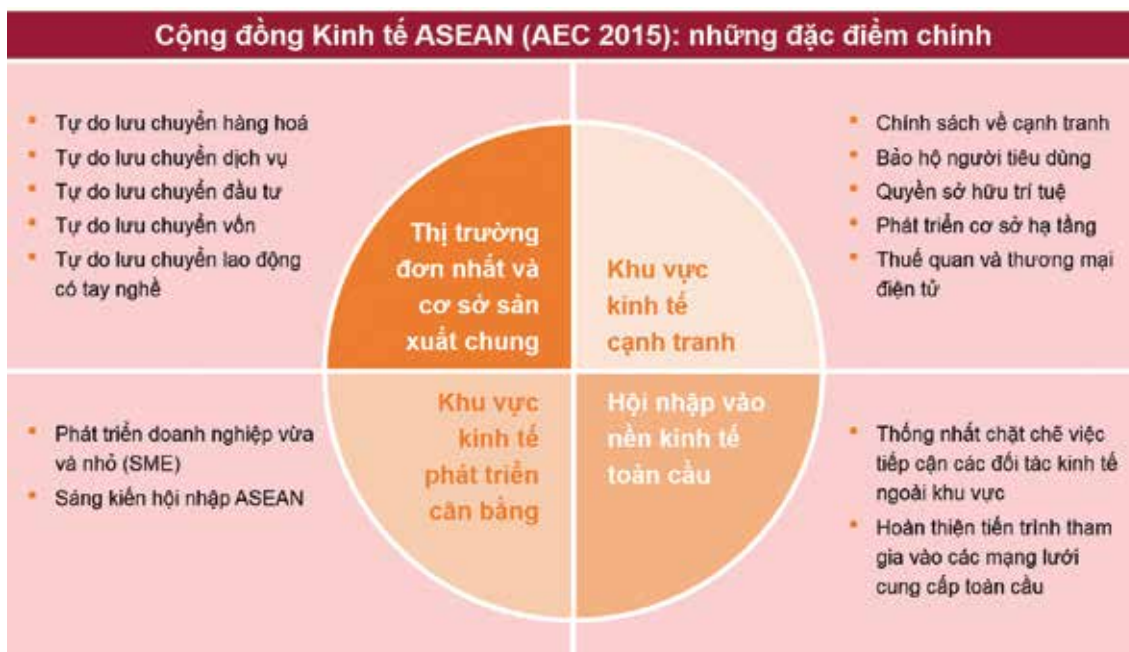 Cộng đồng Kinh tế ASEAN (AEC 2015): những đặc điểm chính
• Tự do lưu chuyển hàng hoá
• Tự do lưu chuyển dịch vụ
• Tự do lưu chuyển đầu tư
• Tự do lưu chuyển vốn
• Tự do lưu chuyển lao động
có tay nghề
Thị trường
đơn nhất và
cơ sở sản
xuất chung
Khu vực
kinh tế
cạnh tranh
• Chính sách về cạnh tranh
• Bảo hộ người tiêu dùng
• Quyền sở hữu trí tuệ
• Phát triển cơ sở hạ tầng
• Thuế quan và thương mại
điện tử
• Phát triển doanh nghiệp vừa
và nhỏ (SME)
• Sáng kiến hội nhập ASEAN
Khu vực
kinh tế
phát triển
cân bằng
Hội nhập vào
nền kinh tế
toàn cầu
• Thống nhất chặt chẽ việc
tiếp cận các đối tác kinh tế
ngoài khu vực
• Hoàn thiện tiến trình tham
gia vào các mạng lưới
cung cấp toàn cầu